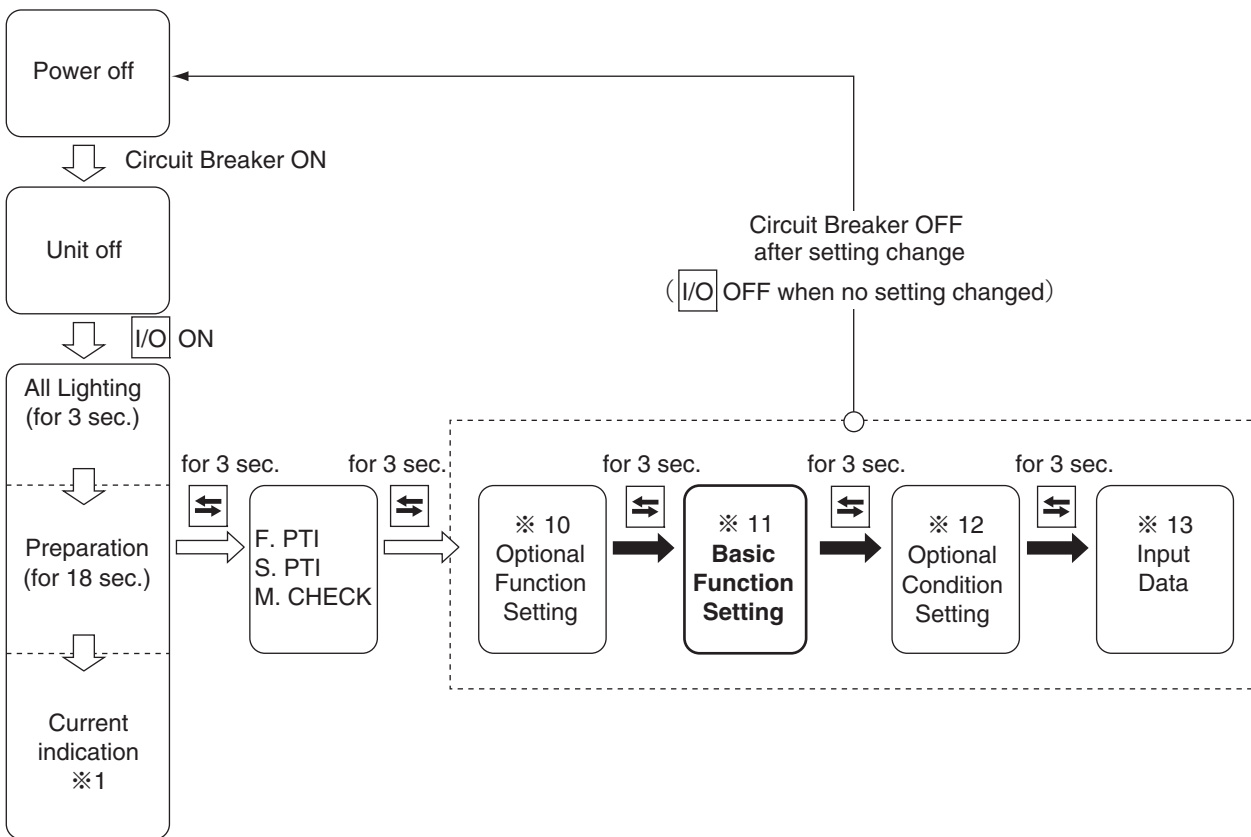 Power off
Circuit Breaker ON
Unit off
I/O ON
All Lighting
(for 3 sec.)
Preparation
(for 18 sec.)
Current
indication
※1
for 3 sec.
F. PTI
S. PTI
M. CHECK
for 3 sec.
Circuit Breaker OFF
after setting change
( I/O OFF when no setting changed)
※ 10
Optional
Function
Setting
for 3 sec.
※ 11
Basic
Function
Setting
for 3 sec.
※ 12
Optional
Condition
Setting
for 3 sec.
※ 13
Input
Data